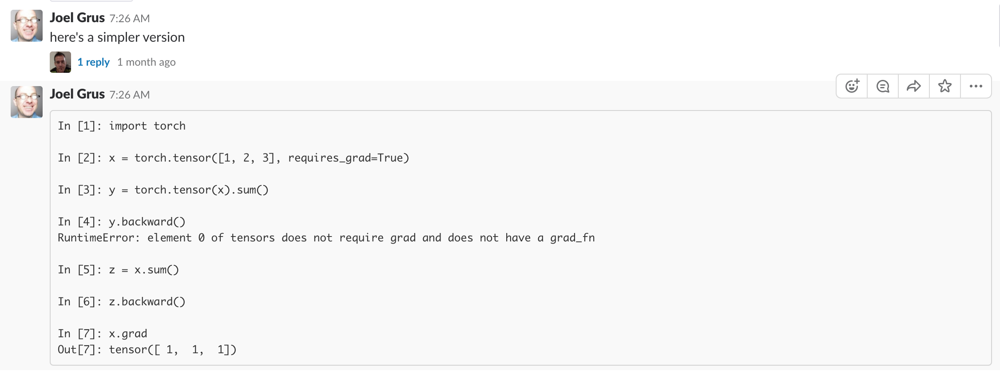 Joel Grus 7:26 AM
here's a simpler version
1 reply 1 month ago
Joel Grus 7:26 AM
In [1]: import torch
In [2]: x = torch.tensor([1, 2, 3], requires_grad=True)
In [3]: y = torch.tensor(x).sum()
In [4]: y.backward()
RuntimeError: element 0 of tensors does not require grad and does not have a grad_fn
In [5]: z = x.sum()
In [6]: z.backward()
In [7]: x.grad
Out[7]: tensor([ 1,  1,  1])